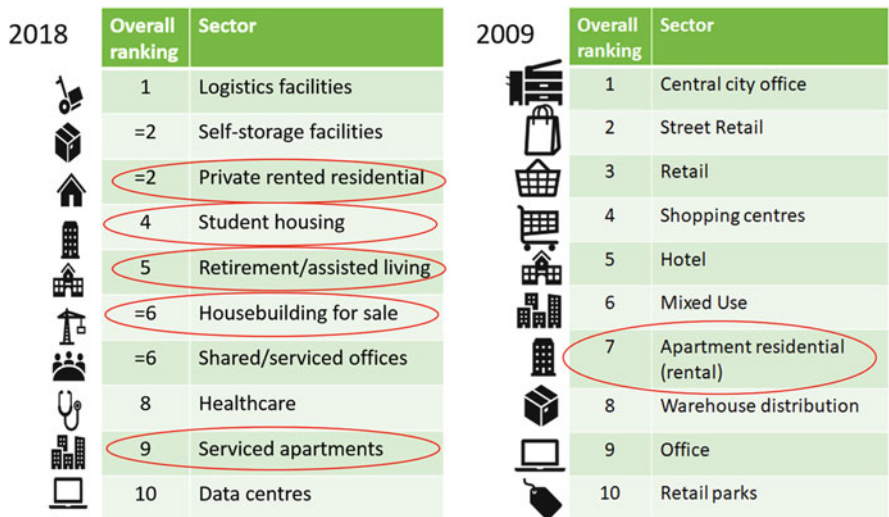 2018
Overall ranking Sector
1 Logistics facilities
=2 Self-storage facilities
=2 Private rented residential
4 Student housing
5 Retirement/assisted living
=6 Housebuilding for sale
=6 Shared/serviced offices
8 Healthcare
9 Serviced apartments
10 Data centres
2009
Overall ranking Sector
1 Central city office
2 Street Retail
3 Retail
4 Shopping centres
5 Hotel
6 Mixed Use
7 Apartment residential
(rental)
8 Warehouse distribution
9 Office
10 Retail parks